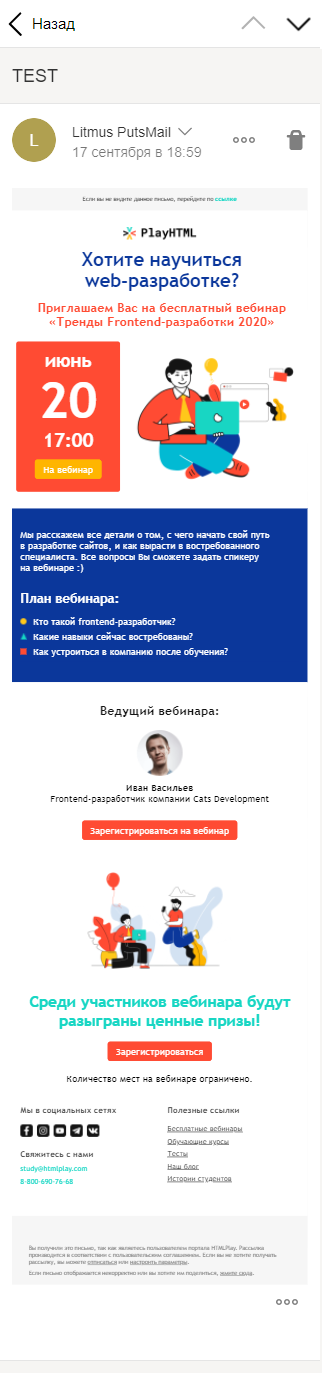 Назад
TEST
L
Litmus PutsMail
17 сентября в 18:59
Если вы не видите данное письмо, перейдите по ссылке
PlayHTML
Хотите научиться
web-разработке?
Приглашаем Вас на бесплатный вебинар
«Тренды Frontend-разработки 2020»
ИЮНЬ
20
17:00
На вебинар
Мы расскажем все детали о том, с чего начать свой путь
в разработке сайтов, и как вырасти в востребованного
специалиста. Все вопросы Вы сможете задать спикеру
на вебинаре :)
План вебинара:
Кто такой frontend-разработчик?
Какие навыки сейчас востребованы?
Как устроиться в компанию после обучения?
Ведущий вебинара:
Иван Васильев
Frontend-разработчик компании Cats Development
Зарегистрироваться на вебинар
Среди участников вебинара будут
разыграны ценные призы!
Зарегистрироваться
Количество мест на вебинаре ограничено.
Мы в социальных сетях
Свяжитесь с нами
study@htmlplay.com
8-800-690-76-68
Полезные ссылки
Бесплатные вебинары
Обучающие курсы
Тесты
Наш блог
Истории студентов
Вы получили это письмо, так как являетесь пользователем портала HTMLPlay. Рассылка
производится в соответствии с пользовательским соглашением. Если вы не хотите получать
рассылку, вы можете отписаться или настроить параметры.
Если письмо отображается некорректно или вы хотите им поделиться, жмите сюда.